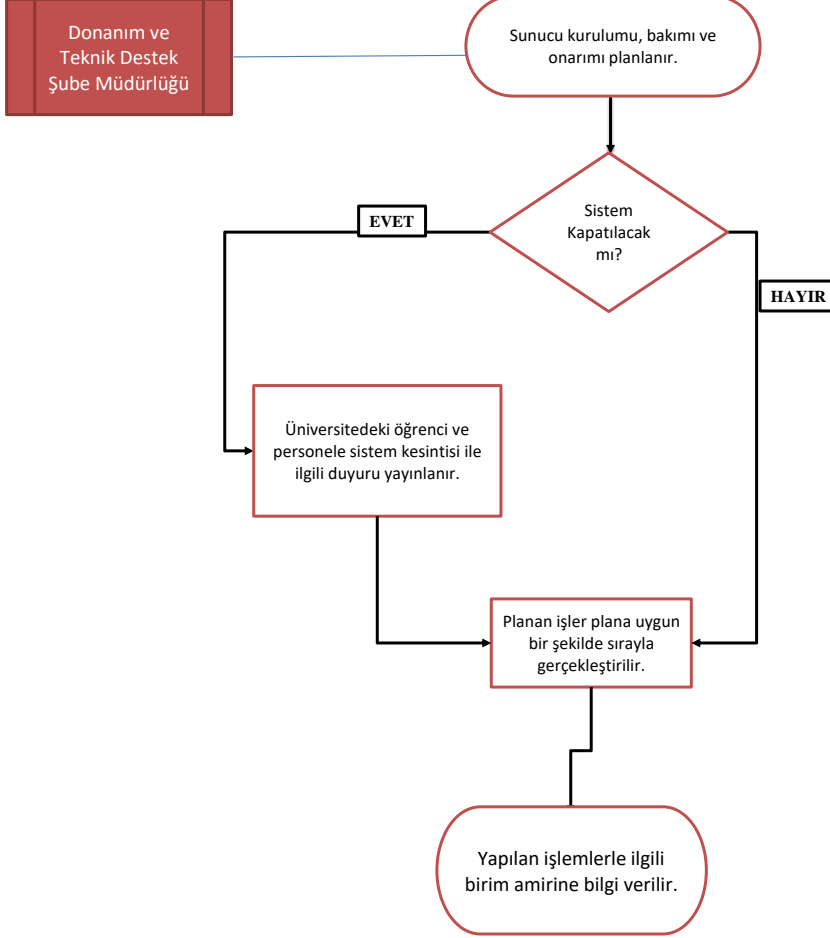 Donanım ve
Teknik Destek
Şube Müdürlüğü
Sunucu kurulumu, bakımı ve
onarımı planlanır.
Sistem
Kapatılacak
mı?
EVET
HAYIR
Üniversitedeki öğrenci ve
personele sistem kesintisi ile
ilgili duyuru yayınlanır.
Planan işler plana uygun
bir şekilde sırayla
gerçekleştirilir.
Yapılan işlemlerle ilgili
birim amirine bilgi verilir.